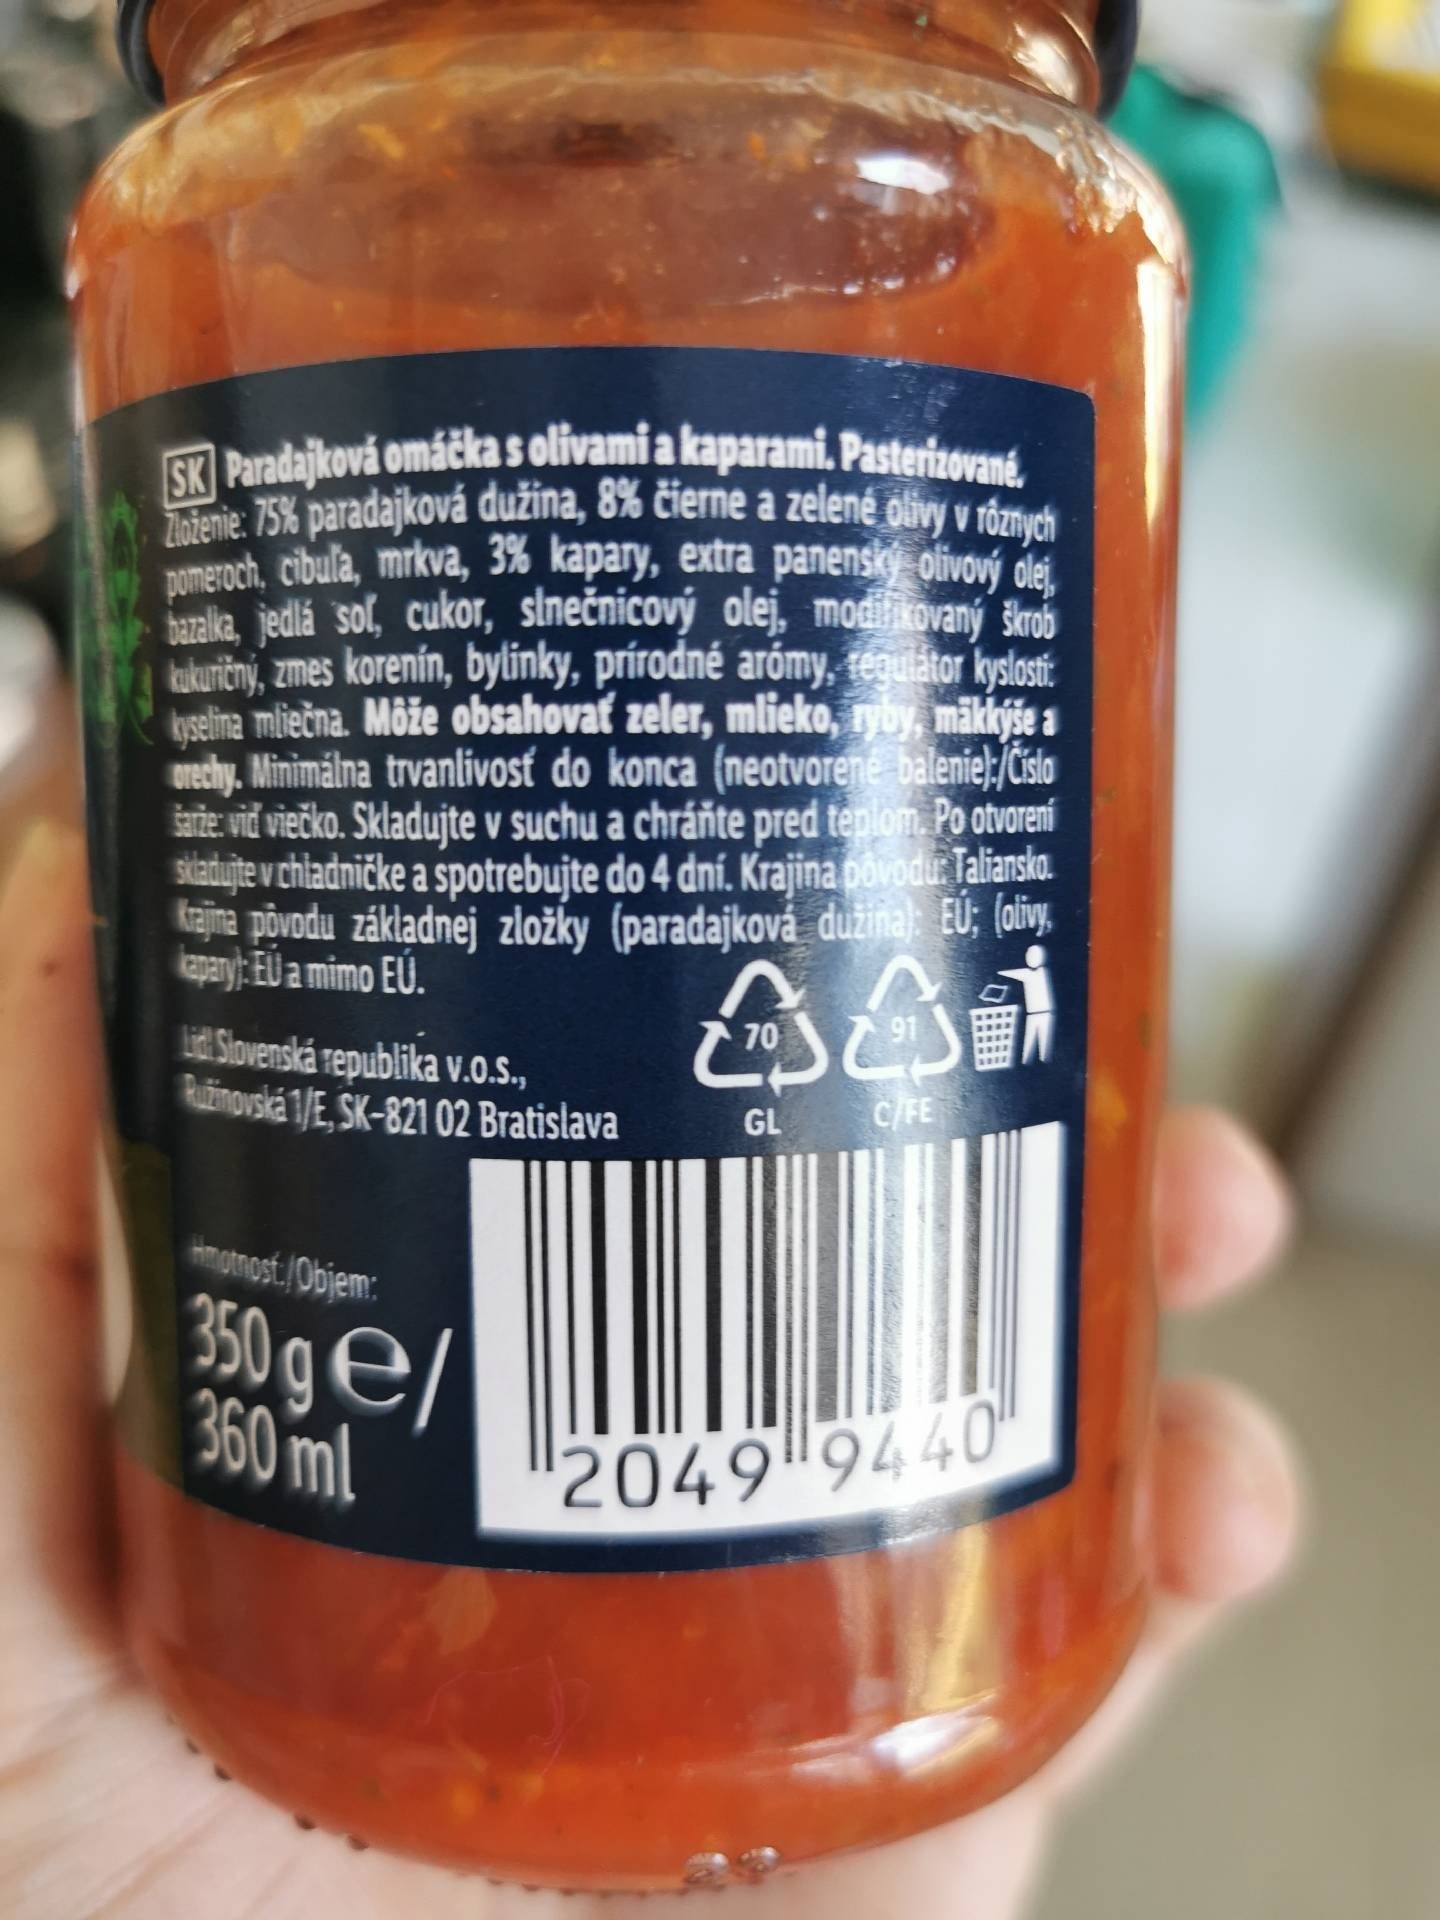 SK Paradajková omáčka s olivami a kaparami. Pasterizované.
Zloženie: 75% paradajková dužina, 8% čierne a zelené olivy v rôznych
pomeroch, cibuľa, mrkva, 3% kapary, extra panenský olivový olej,
bazalka, jedlá soľ, cukor, slnečnicový olej, modifikovaný škrob
kukuričný, zmes korenín, bylinky, prírodné arómy, regulátor kyslosti:
kyselina mliečna. Môže obsahovať zeler, mlieko, ryby, mäkkýše a
orechy. Minimálna trvanlivosť do konca (neotvorené balenie):/Číslo
šarže: viď viečko. Skladujte v suchu a chráňte pred teplom. Po otvorení
skladujte v chladničke a spotrebujte do 4 dní. Krajina pôvodu: Taliansko.
Krajina pôvodu základnej zložky (paradajková dužina): EÚ; (olivy,
kapary): EÚ a mimo EÚ.
Lidl Slovenská republika v.o.s.,
Ružinovská 1/E, SK-821 02 Bratislava
70
GL
91
C/FE
Hmotnosť:/Objem:
350 g e/
360 ml
2049 9440